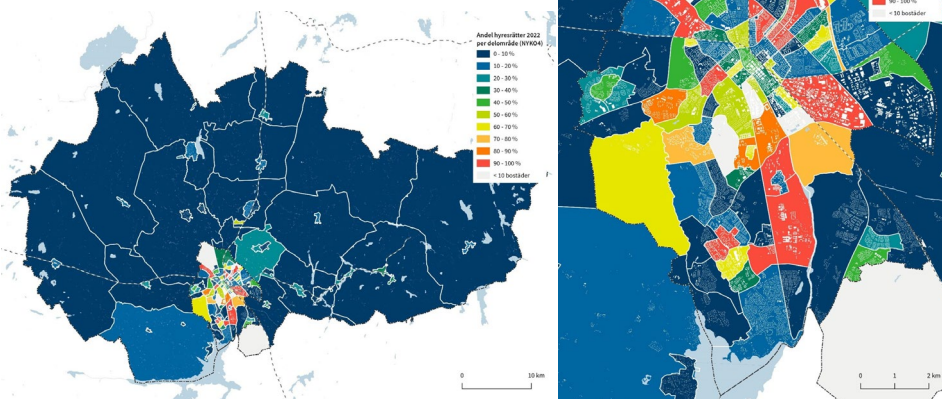 Andel hyresrätter 2022
per delområde (NYKO4)
0 - 10 %
10 - 20 %
20 - 30 %
30 - 40 %
40 - 50 %
50 - 60 %
60 - 70 %
70 - 80 %
80 - 90 %
90 - 100 %
< 10 bostäder
0 10 km
90 - 100 %
< 10 bostäder
0 1 2 km